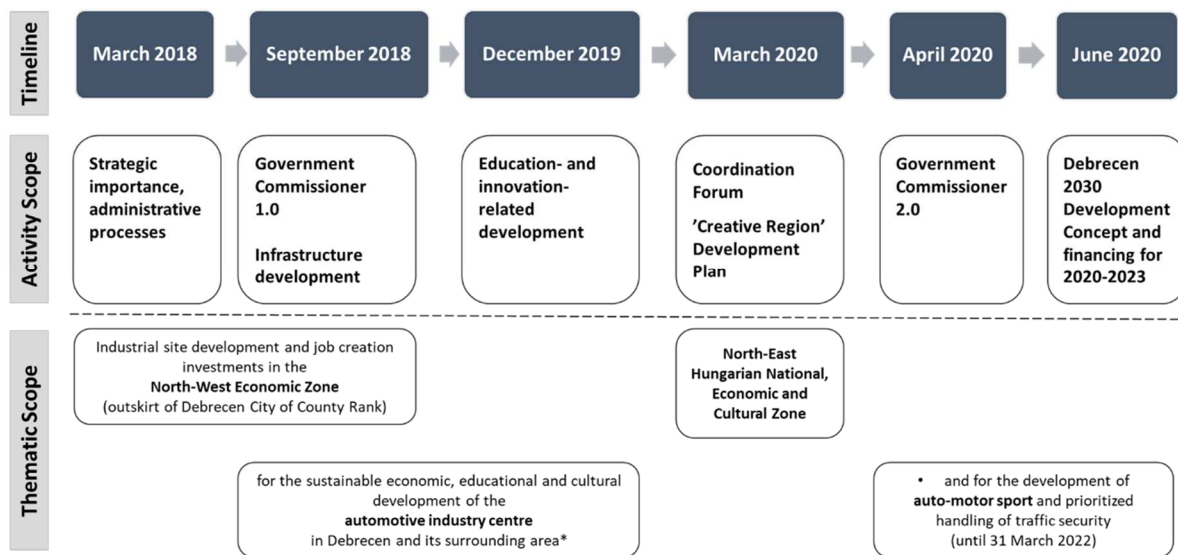 Timeline
March 2018
September 2018
December 2019
March 2020
April 2020
June 2020
Activity Scope
Strategic
importance,
administrative
processes
Government
Commissioner
1.0
Infrastructure
development
Education- and
innovation-
related
development
Coordination
Forum
’Creative Region’
Development
Plan
Government
Commissioner
2.0
Debrecen
2030
Development
Concept and
financing for
2020-2023
Thematic Scope
Industrial site development and job creation
investments in the
North-West Economic Zone
(outskirt of Debrecen City of County Rank)
North-East
Hungarian National,
Economic and
Cultural Zone
for the sustainable economic, educational and cultural
development of the
automotive industry centre
in Debrecen and its surrounding area*
• and for the development of
auto-motor sport and prioritized
handling of traffic security
(until 31 March 2022)